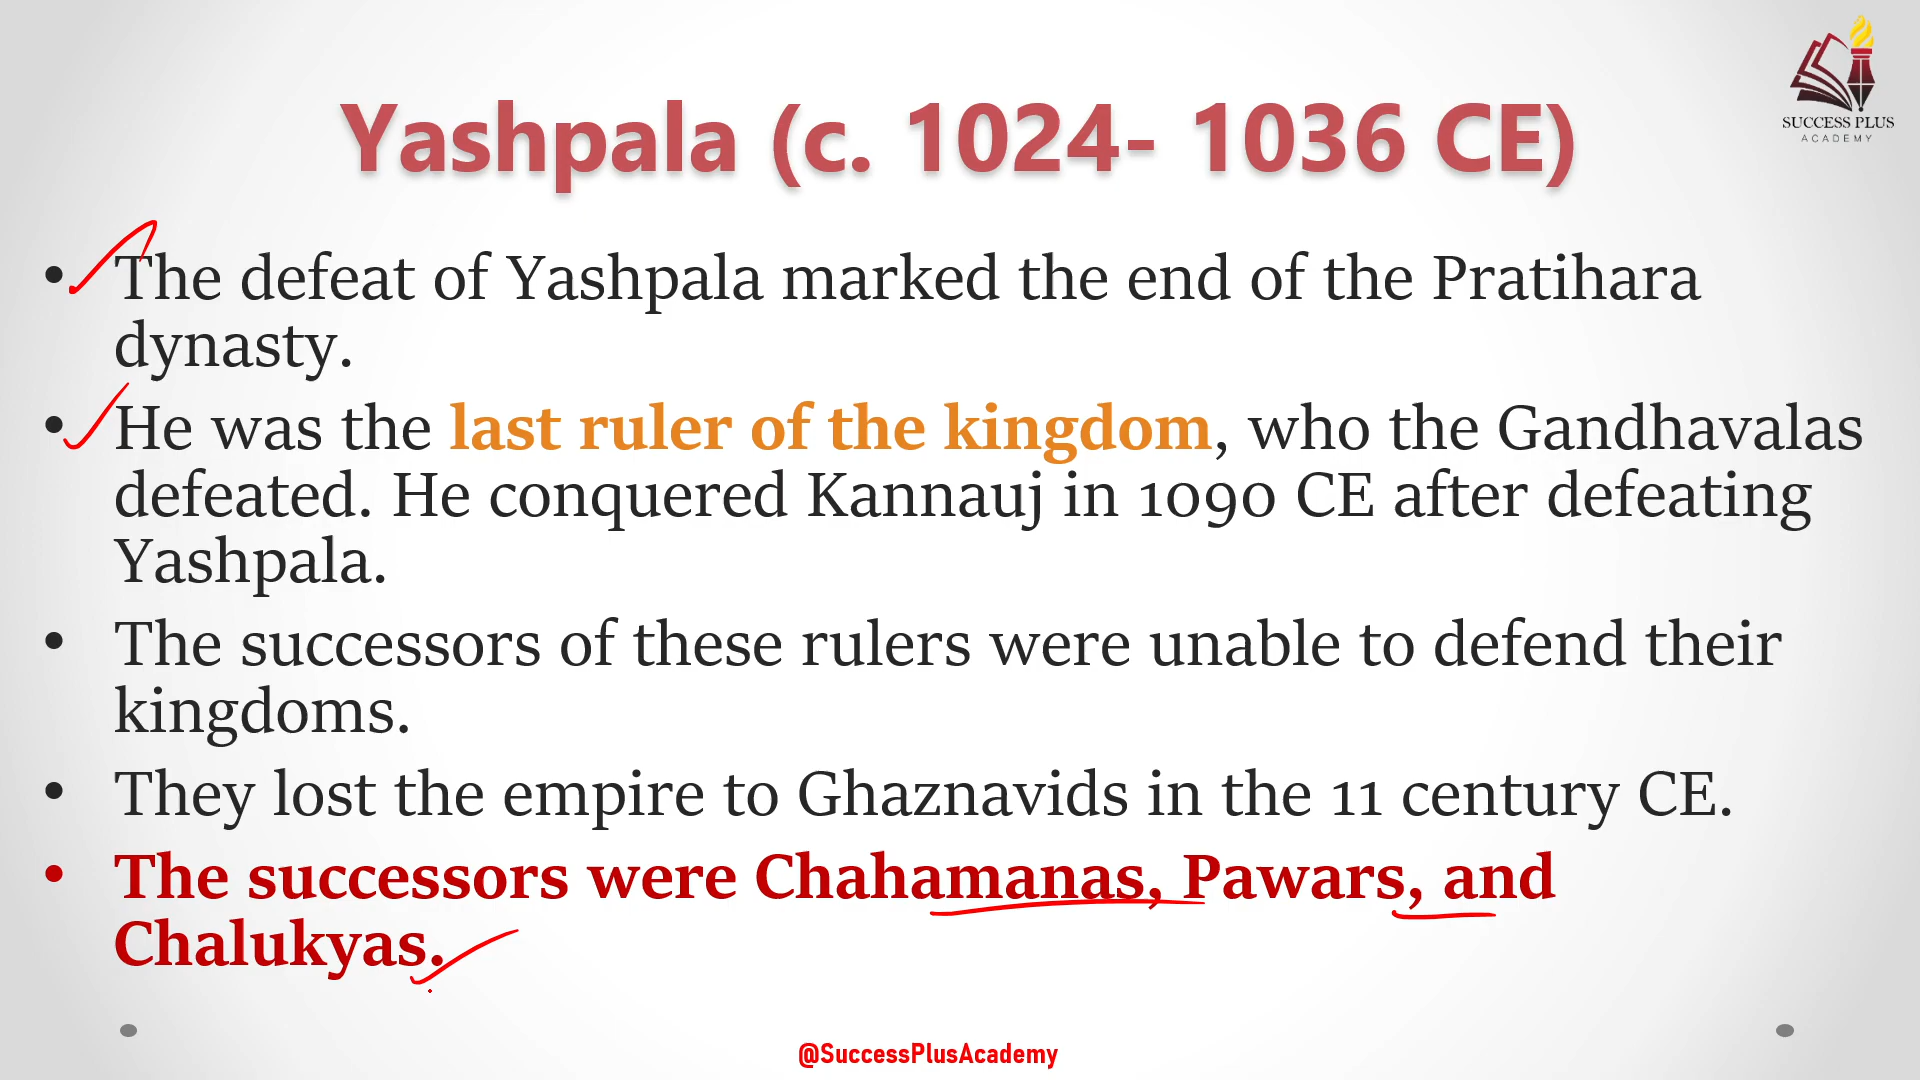 SUCCESS PLUS
ACADEMY
Yashpala (c. 1024- 1036 CE)
• The defeat of Yashpala marked the end of the Pratihara
dynasty.
• He was the last ruler of the kingdom, who the Gandhavalas
defeated. He conquered Kannauj in 1090 CE after defeating
Yashpala.
• The successors of these rulers were unable to defend their
kingdoms.
• They lost the empire to Ghaznavids in the 11 century CE.
• The successors were Chahamanas, Pawars, and
Chalukyas.
@SuccessPlusAcademy